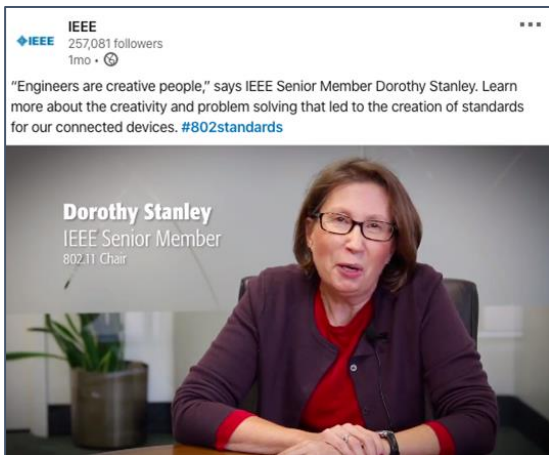 IEEE
IEEE
257,081 followers
1mo •
“Engineers are creative people,” says IEEE Senior Member Dorothy Stanley. Learn
more about the creativity and problem solving that led to the creation of standards
for our connected devices. #802standards
Dorothy Stanley
IEEE Senior Member
802.11 Chair